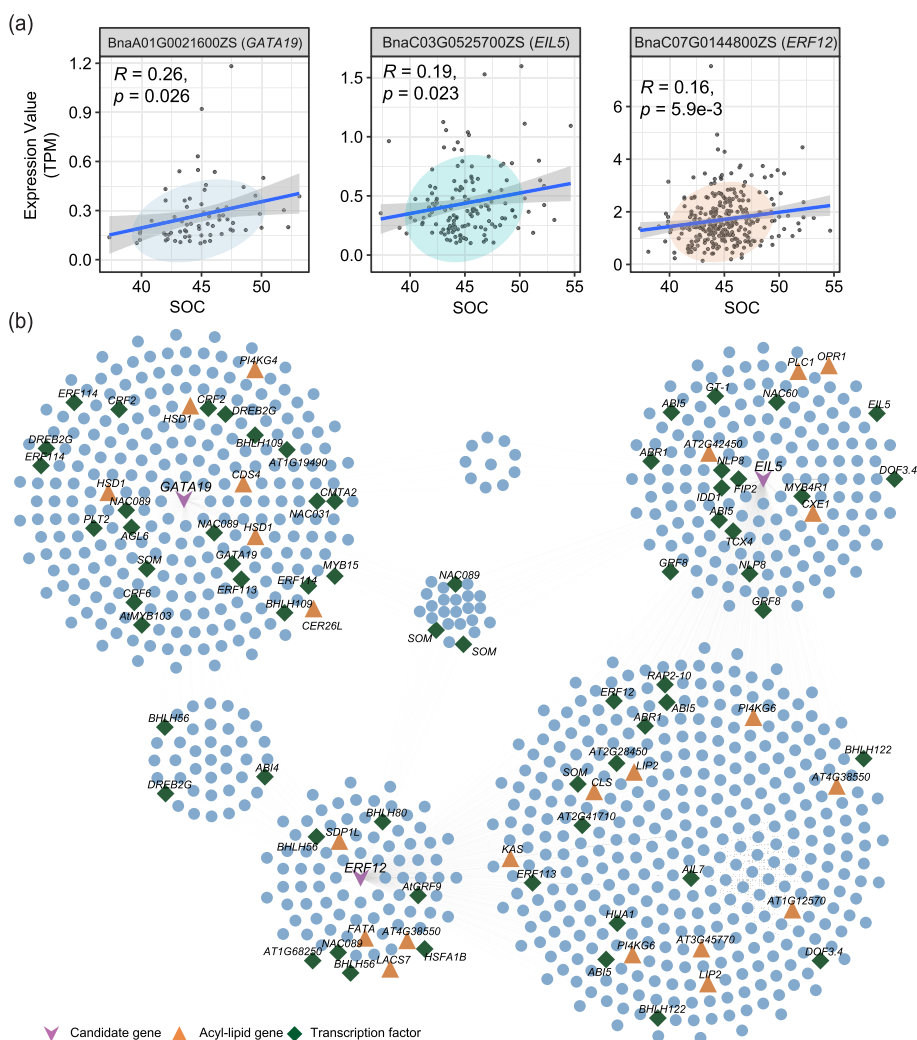 (a)
BnaA01G0021600ZS (GATA19)
BnaC03G0525700ZS (EIL5)
BnaC07G0144800ZS (ERF12)
Expression Value
(TPM)
R = 0.26,
p = 0.026
1.2
0.9
0.6
0.3
0.0
40
45
50
SOC
R = 0.19,
p = 0.023
1.5
1.0
0.5
0.0
40
45
50
55
SOC
R = 0.16,
p = 5.9e-3
6
4
2
0
40
45
50
55
SOC
(b)
PI4KG4
ERF114
CRF2
HSD1
CRF2
DREB2G
DREB2G
ERF114
BHLH109
AT1G19490
HSD1
GATA19
CDS4
CMTA2
NAC089
NAC031
PLT2
AGL6
NAC089
HSD1
SOM
GATA19
MYB15
ERF113
ERF114
CRF6
BHLH109
AtMYB103
CER26L
PLC1
OPR1
GT-1
ABI5
NAC60
EIL5
ABR1
AT2G42450
NLP8
EIL5
DOF3.4
FIP2
IDD1
MYB4R1
CXE1
ABI5
TCX4
GRF8
NLP8
GRF8
NAC089
SOM
SOM
BHLH56
ABI4
DREB2G
BHLH80
BHLH56
SDP1L
ERF12
AtGRF9
FATA
AT4G38550
NAC089
AT1G68250
HSFA1B
BHLH56
LACS7
RAP2-10
ERF12
ABI5
PI4KG6
ABR1
AT2G28450
BHLH122
SOM
LIP2
CLS
AT4G38550
AT2G41710
KAS
ERF113
AIL7
AT1G12570
HUA1
PI4KG6
AT3G45770
ABI5
DOF3.4
LIP2
BHLH122
Candidate gene
Acyl-lipid gene
Transcription factor